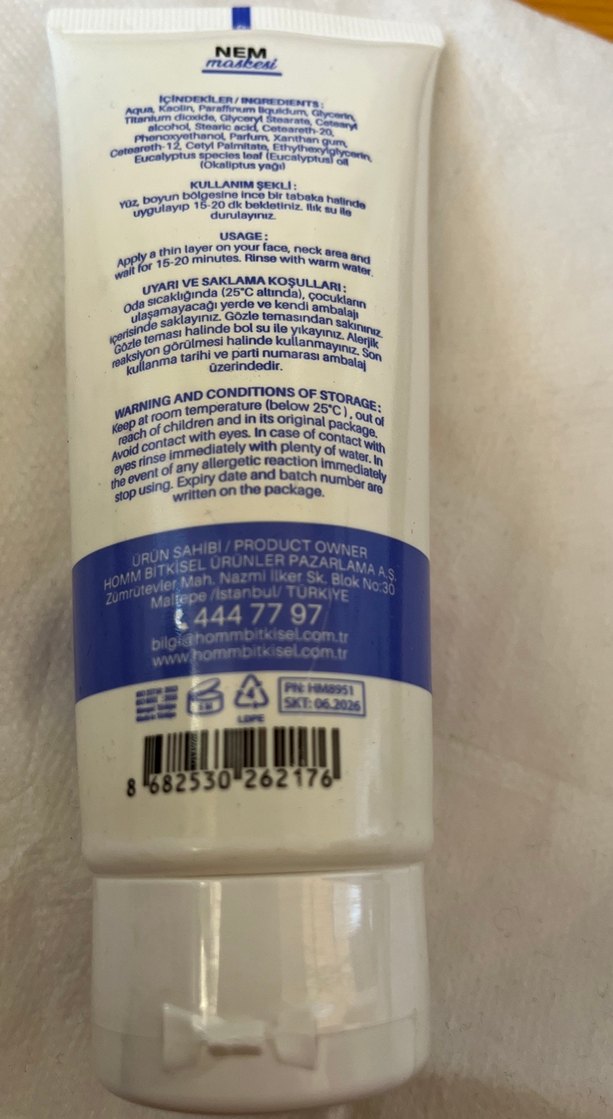 NEM
maskesi
İÇİNDEKİLER / INGREDIENTS :
Aqua, Kaolin, Paraffinum liquidum, Glycerin,
Titanium dioxide, Glyceryl Stearate, Cetearyl
alcohol, Stearic acid, Ceteareth-20,
Phenoxyethanol, Parfum, Xanthan gum,
Ceteareth-12, Cetyl Palmitate, Ethylhexylglycerin,
Eucalyptus species leaf (Eucalyptus) oil
(Okaliptus yağı)
KULLANIM ŞEKLİ :
Yüz, boyun bölgesine ince bir tabaka halinde
uygulayıp 15-20 dk bekletiniz. Ilık su ile
durulayınız.
USAGE :
Apply a thin layer on your face, neck area and
wait for 15-20 minutes. Rinse with warm water.
UYARI VE SAKLAMA KOŞULLARI :
Oda sıcaklığında (25°C altında), çocukların
ulaşamayacağı yerde ve kendi ambalajı
içerisinde saklayınız. Gözle temasından sakınınız.
Gözle teması halinde bol su ile yıkayınız. Alerjik
reaksiyon görülmesi halinde kullanmayınız. Son
kullanma tarihi ve parti numarası ambalaj
üzerindedir.
WARNING AND CONDITIONS OF STORAGE :
Keep at room temperature (below 25°C), out of
reach of children and in its original package.
Avoid contact with eyes. In case of contact with
eyes rinse immediately with plenty of water. In
the event of any allergetic reaction immediately
stop using. Expiry date and batch number are
written on the package.
ÜRÜN SAHİBİ / PRODUCT OWNER
HOMM BİTKİSEL ÜRÜNLER PAZARLAMA A.Ş.
Zümrütevler Mah. Nazmi İlker Sk. Blok No:30
Maltepe /İstanbul/ TÜRKİYE
444 77 97
bilgi@hommbitkisel.com.tr
www.hommbitkisel.com.tr
PN: HM8951
SKT: 06.2026
4
LDPE
8 682530 262176